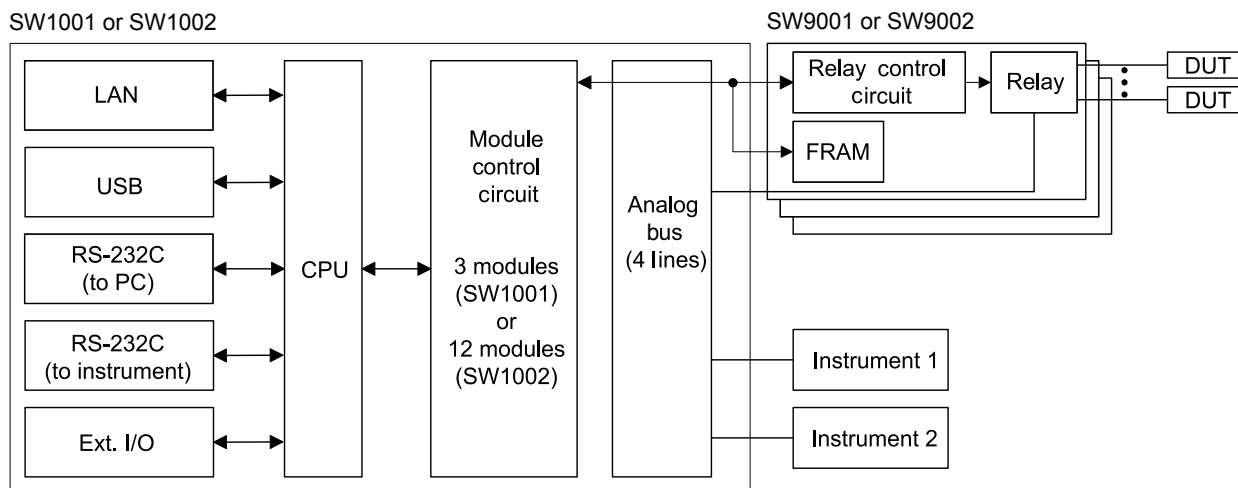 SW1001 or SW1002
SW9001 or SW9002
LAN
USB
RS-232C
(to PC)
RS-232C
(to instrument)
Ext. I/O
CPU
Module
control
circuit
3 modules
(SW1001)
or
12 modules
(SW1002)
Analog
bus
(4 lines)
Relay control
circuit
Relay
FRAM
DUT
DUT
Instrument 1
Instrument 2